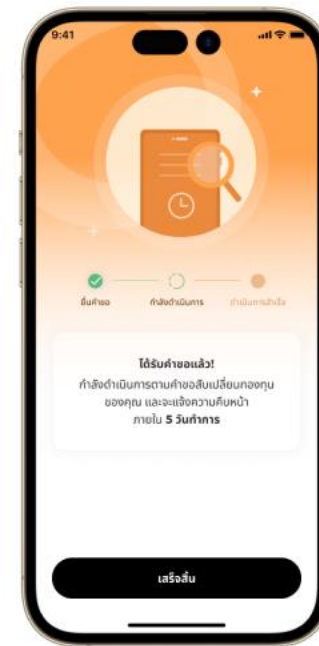 9:41
ยื่นคำขอ กำลังดำเนินการ ดำเนินการสำเร็จ
ได้รับคำขอแล้ว!
กำลังดำเนินการตามคำขอสับเปลี่ยนกองทุน
ของคุณ และจะแจ้งความคืบหน้า
ภายใน 5 วันทำการ
เสร็จสิ้น